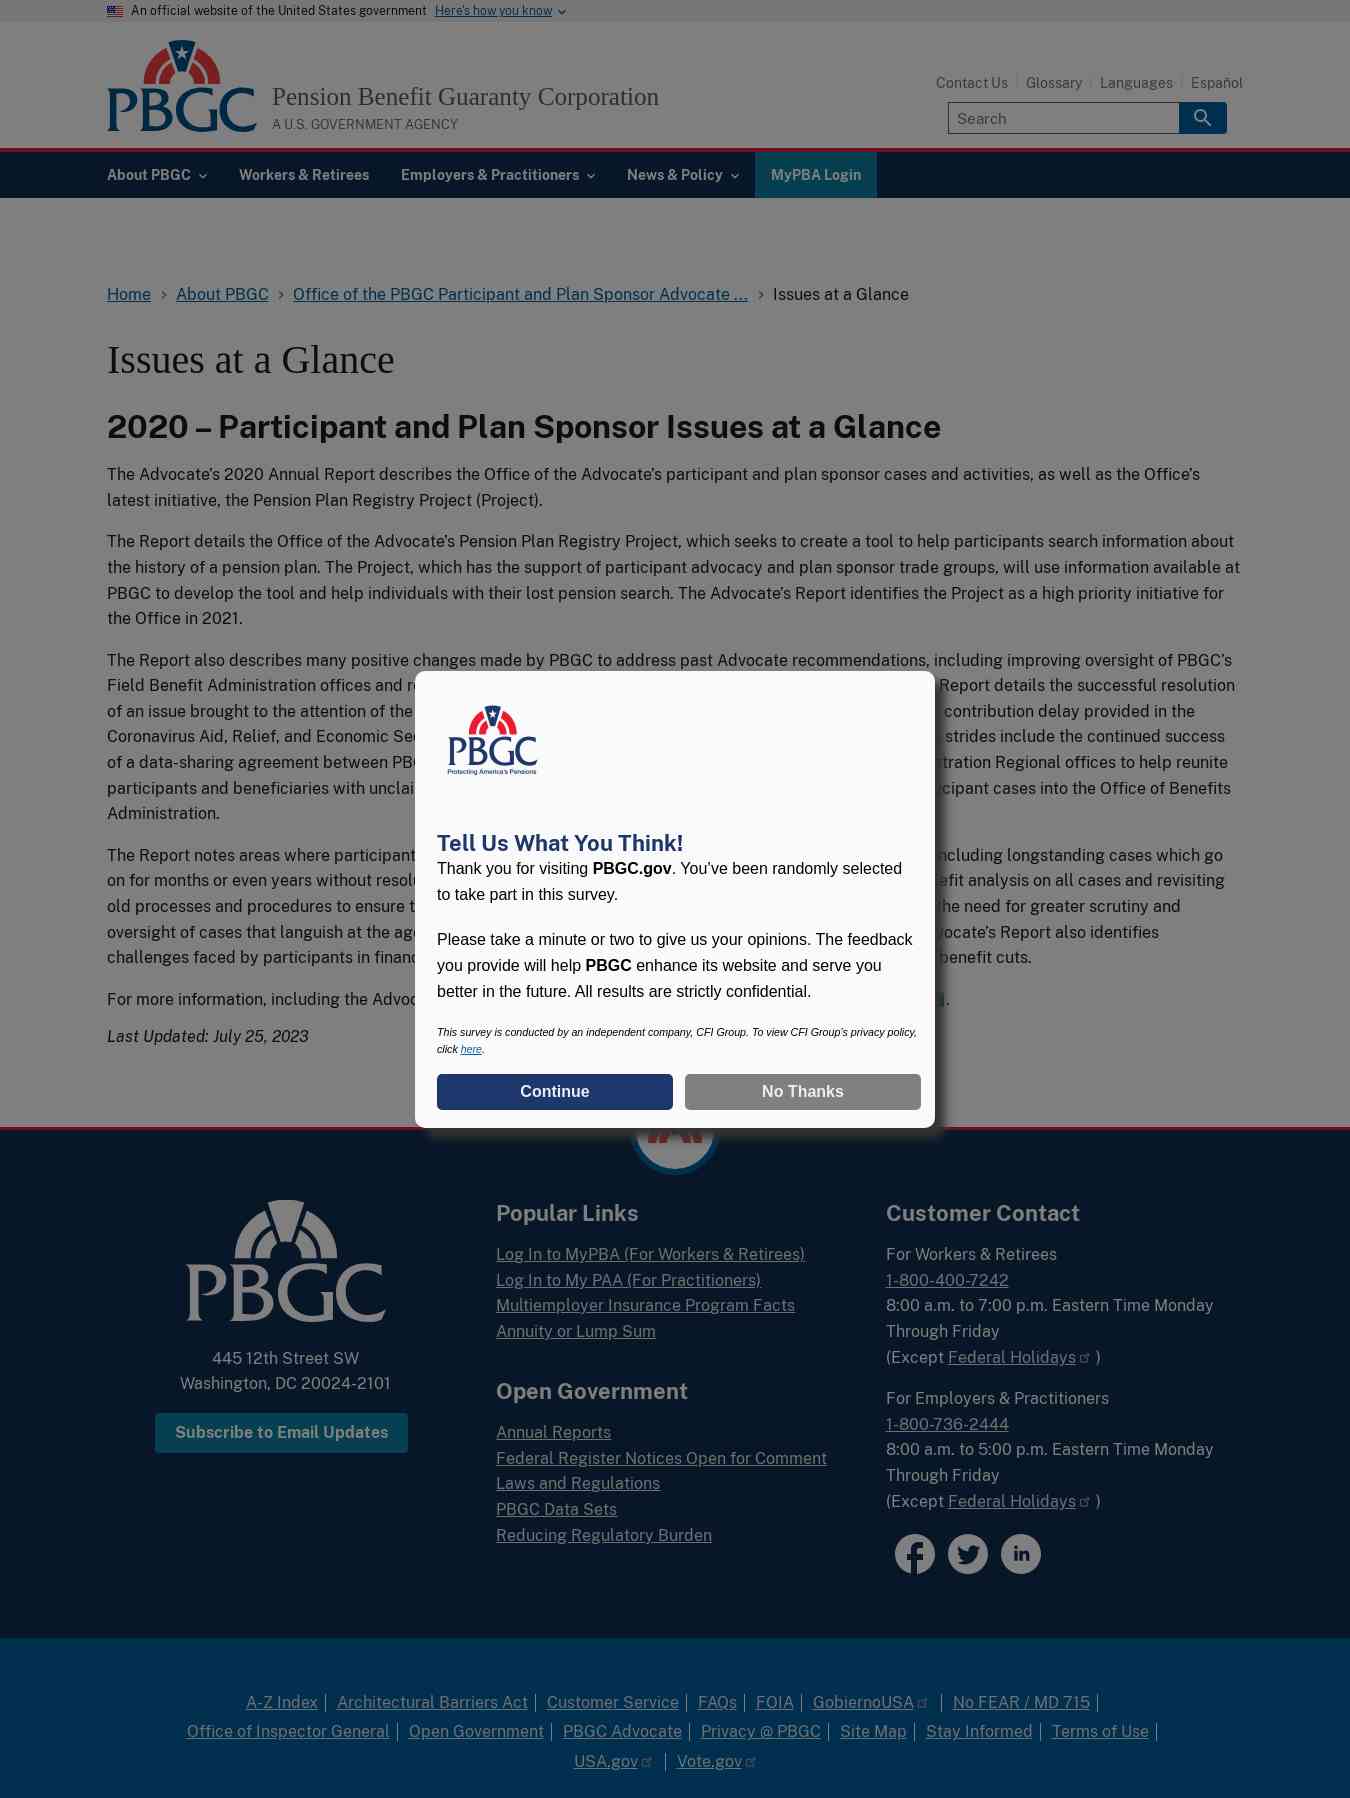 An official website of the United States government Here's how you know
PBGC
Pension Benefit Guaranty Corporation
A U.S. GOVERNMENT AGENCY
Contact Us Glossary Languages Español
Search
About PBGC Workers & Retirees Employers & Practitioners News & Policy MyPBA Login
Home About PBGC Office of the PBGC Participant and Plan Sponsor Advocate ... Issues at a Glance
Issues at a Glance
2020 – Participant and Plan Sponsor Issues at a Glance
The Advocate’s 2020 Annual Report describes the Office of the Advocate’s participant and plan sponsor cases and activities, as well as the Office’s
latest initiative, the Pension Plan Registry Project (Project).
The Report details the Office of the Advocate’s Pension Plan Registry Project, which seeks to create a tool to help participants search information about
the history of a pension plan. The Project, which has the support of participant advocacy and plan sponsor trade groups, will use information available at
PBGC to develop the tool and help individuals with their lost pension search. The Advocate’s Report identifies the Project as a high priority initiative for
the Office in 2021.
The Report also describes many positive changes made by PBGC to address past Advocate recommendations, including improving oversight of PBGC’s
Field Benefit Administration offices and Report details the successful resolution
of an issue brought to the attention of the contribution delay provided in the
Coronavirus Aid, Relief, and Economic strides include the continued success
of a data-sharing agreement between Regional offices to help reunite
participants and beneficiaries with cases into the Office of Benefits
Administration.
The Report notes areas where participant including longstanding cases which go
on for months or even years without analysis on all cases and revisiting
old processes and procedures to ensure the need for greater scrutiny and
oversight of cases that languish at the Report also identifies
challenges faced by participants in benefit cuts.
For more information, including the .
Last Updated: July 25, 2023
PBGC
Protecting America's Pensions
Tell Us What You Think!
Thank you for visiting PBGC.gov. You’ve been randomly selected
to take part in this survey.
Please take a minute or two to give us your opinions. The feedback
you provide will help PBGC enhance its website and serve you
better in the future. All results are strictly confidential.
This survey is conducted by an independent company, CFI Group. To view CFI Group’s privacy policy,
click here.
Continue No Thanks
PBGC
445 12th Street SW
Washington, DC 20024-2101
Subscribe to Email Updates
Popular Links
Log In to MyPBA (For Workers & Retirees)
Log In to My PAA (For Practitioners)
Multiemployer Insurance Program Facts
Annuity or Lump Sum
Open Government
Annual Reports
Federal Register Notices Open for Comment
Laws and Regulations
PBGC Data Sets
Reducing Regulatory Burden
Customer Contact
For Workers & Retirees
1-800-400-7242
8:00 a.m. to 7:00 p.m. Eastern Time Monday
Through Friday
(Except Federal Holidays )
For Employers & Practitioners
1-800-736-2444
8:00 a.m. to 5:00 p.m. Eastern Time Monday
Through Friday
(Except Federal Holidays )
in
A-Z Index Architectural Barriers Act Customer Service FAQs FOIA GobiernoUSA No FEAR / MD 715
Office of Inspector General Open Government PBGC Advocate Privacy @ PBGC Site Map Stay Informed Terms of Use
USA.gov Vote.gov